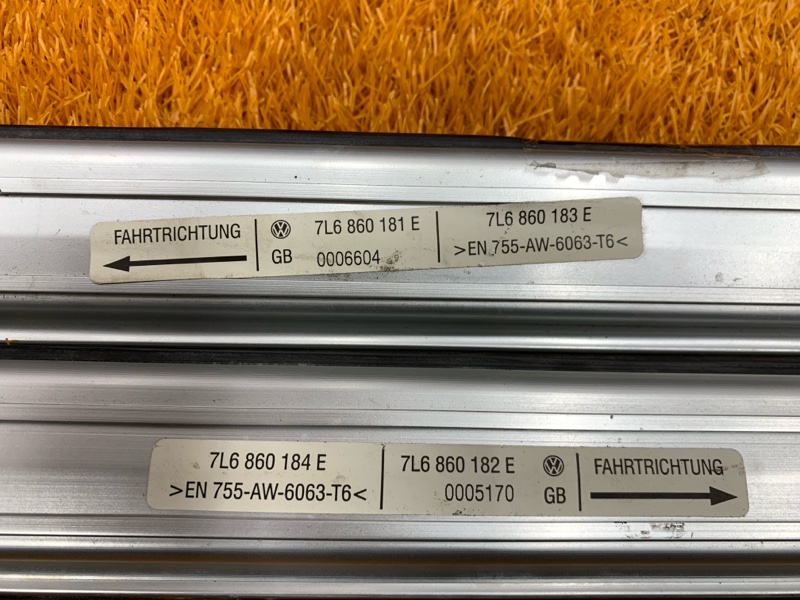 FAHRTRICHTUNG
7L6 860 181 E
GB 0006604
7L6 860 183 E
>EN 755-AW-6063-T6<
7L6 860 184 E
>EN 755-AW-6063-T6<
7L6 860 182 E
0005170 GB
FAHRTRICHTUNG